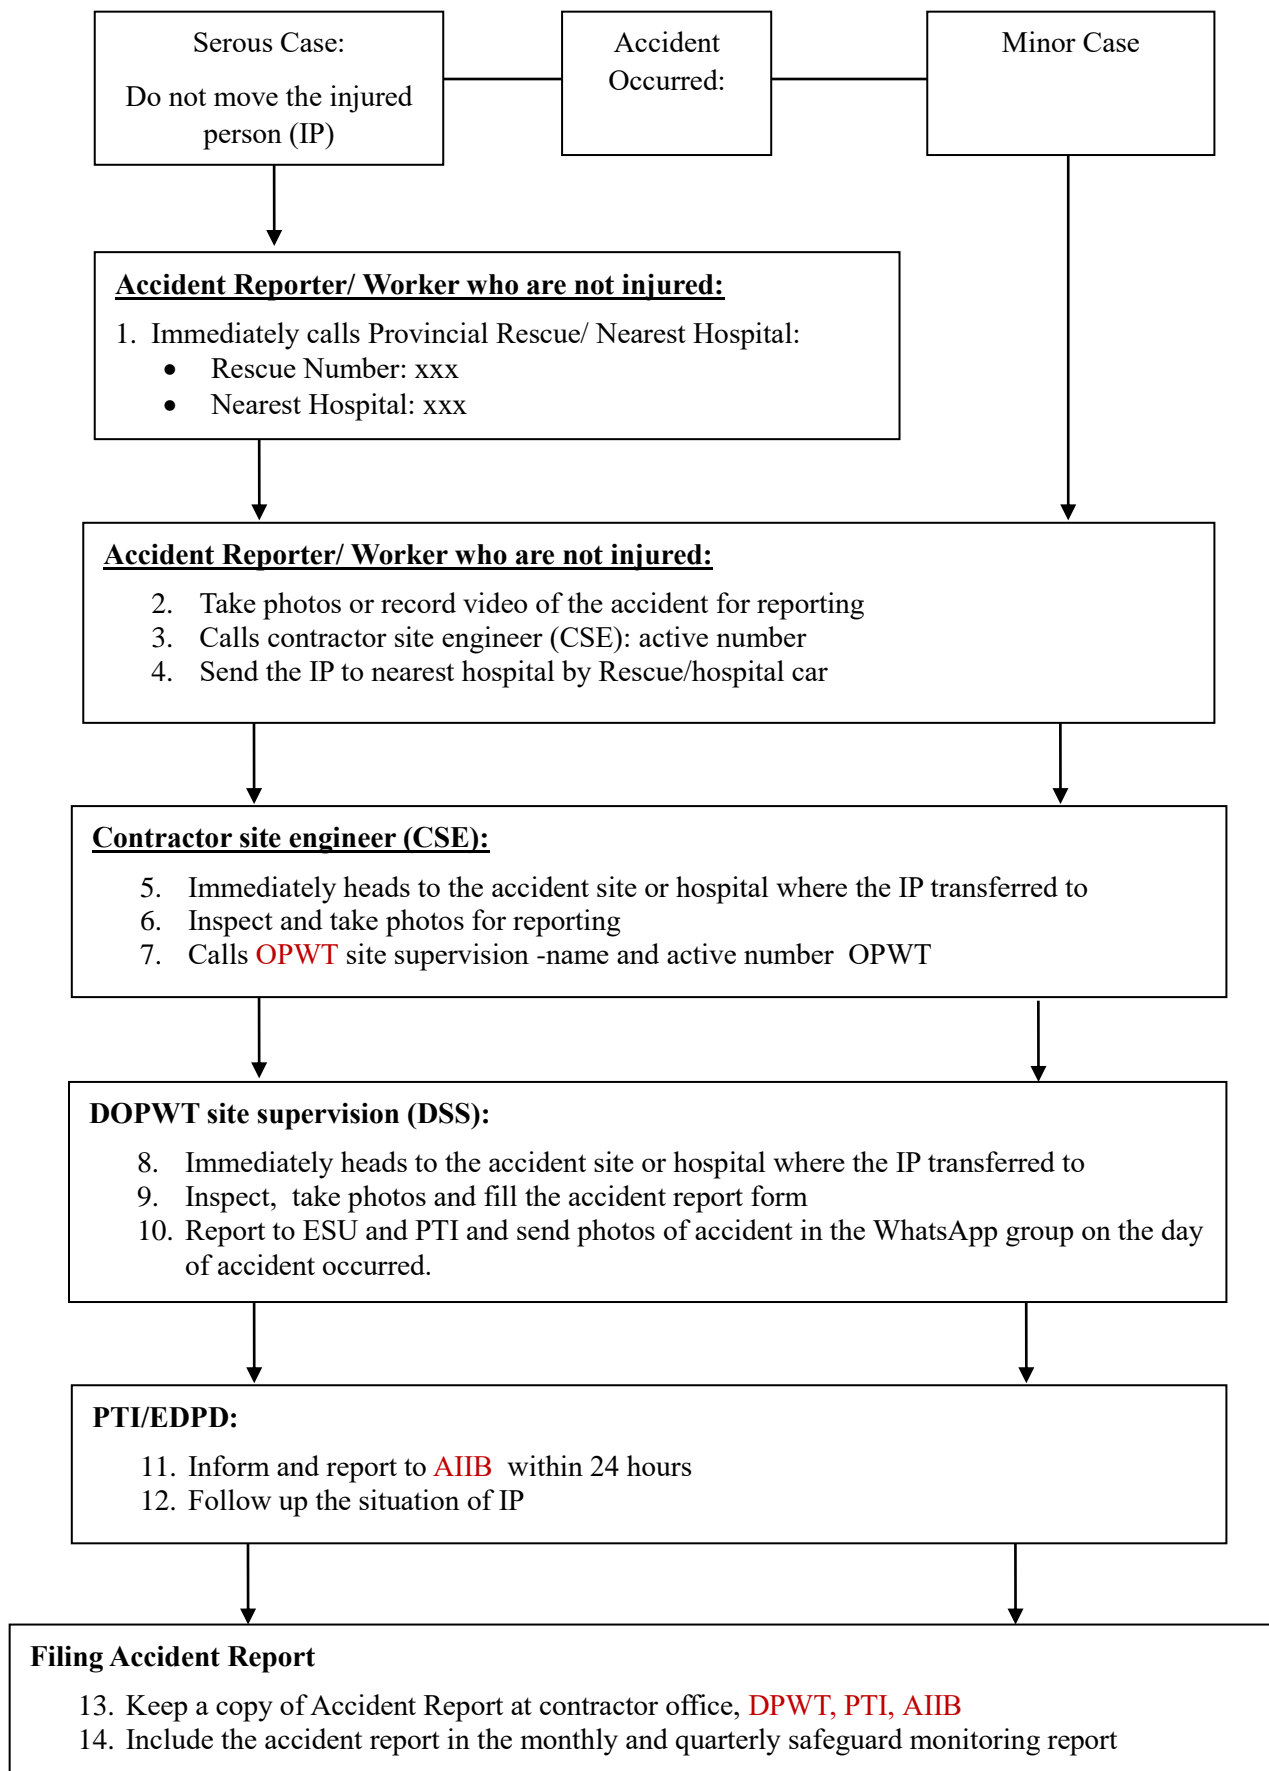 Serous Case:
Do not move the injured
person (IP)
Accident
Occurred:
Minor Case
Accident Reporter/ Worker who are not injured:
1. Immediately calls Provincial Rescue/ Nearest Hospital:
• Rescue Number: xxx
• Nearest Hospital: xxx
Accident Reporter/ Worker who are not injured:
2. Take photos or record video of the accident for reporting
3. Calls contractor site engineer (CSE): active number
4. Send the IP to nearest hospital by Rescue/hospital car
Contractor site engineer (CSE):
5. Immediately heads to the accident site or hospital where the IP transferred to
6. Inspect and take photos for reporting
7. Calls OPWT site supervision -name and active number OPWT
DOPWT site supervision (DSS):
8. Immediately heads to the accident site or hospital where the IP transferred to
9. Inspect, take photos and fill the accident report form
10. Report to ESU and PTI and send photos of accident in the WhatsApp group on the day
of accident occurred.
PTI/EDPD:
11. Inform and report to AIIB within 24 hours
12. Follow up the situation of IP
Filing Accident Report
13. Keep a copy of Accident Report at contractor office, DPWT, PTI, AIIB
14. Include the accident report in the monthly and quarterly safeguard monitoring report